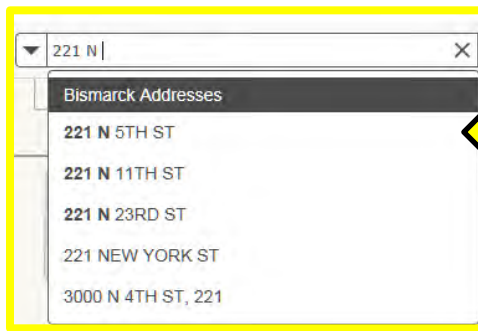 221 N
Bismarck Addresses
221 N 5TH ST
221 N 11TH ST
221 N 23RD ST
221 NEW YORK ST
3000 N 4TH ST, 221